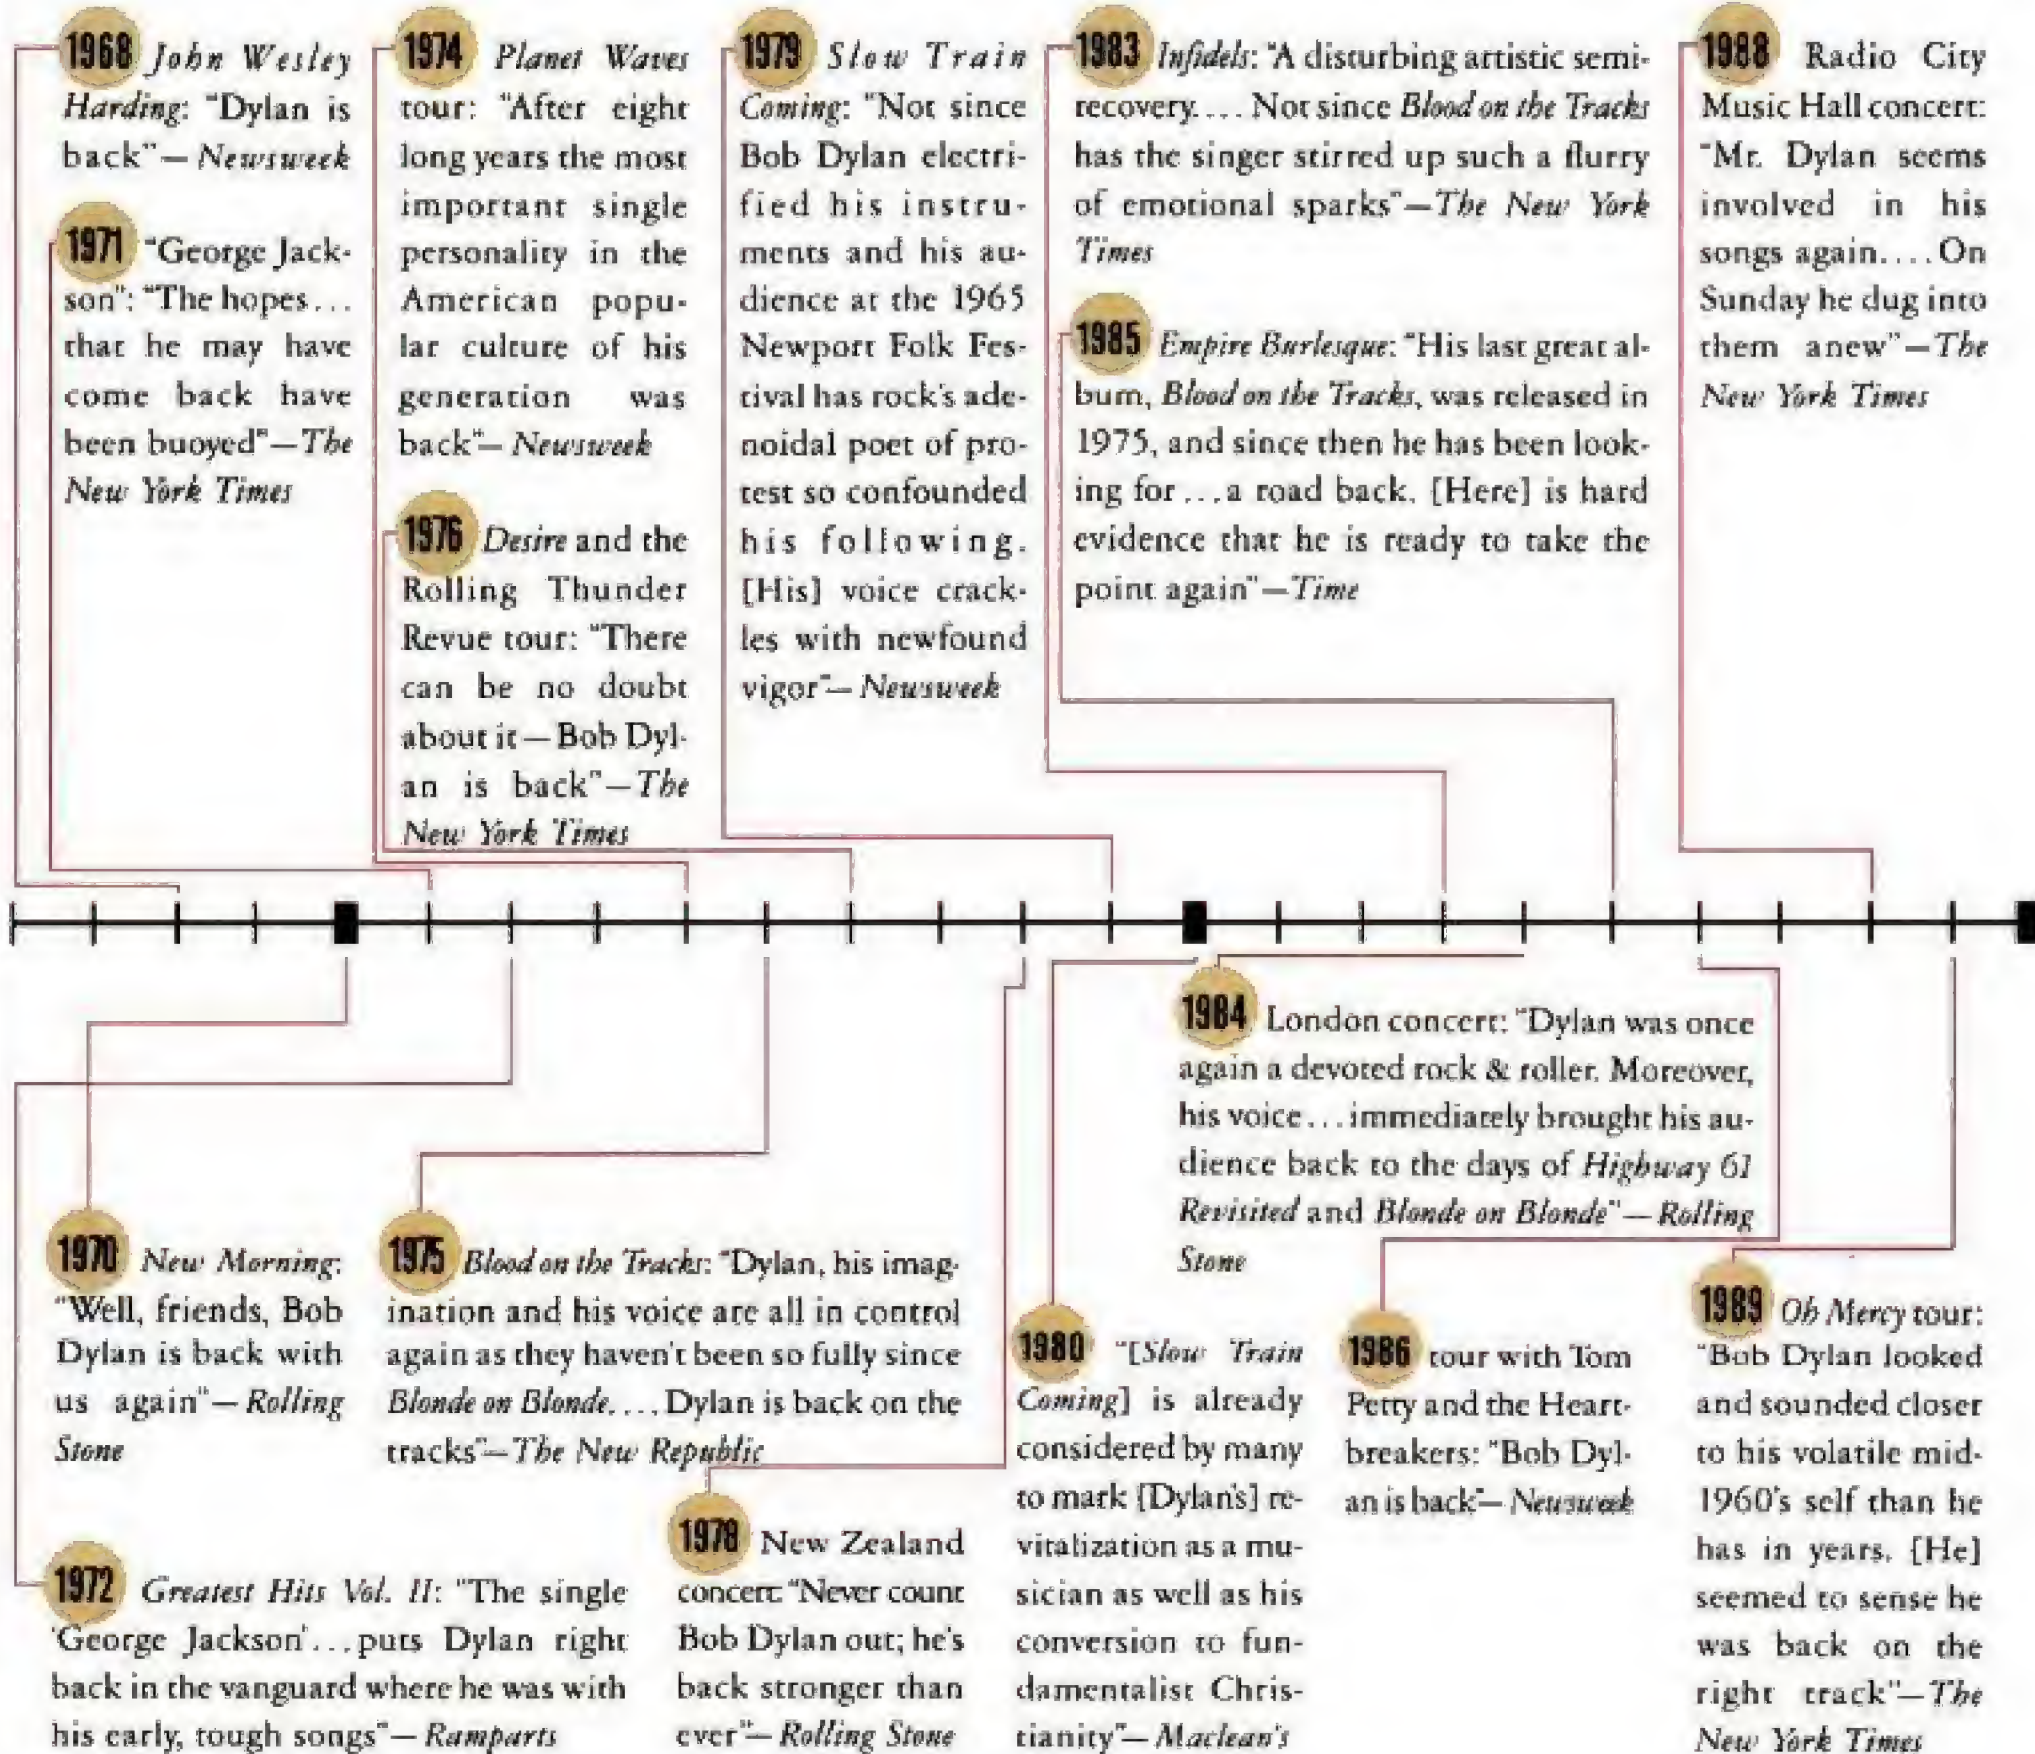 1968 John Wesley
Harding: "Dylan is
back"—Newsweek
1971 "George Jack-
son": "The hopes...
that he may have
come back have
been buoyed"—The
New York Times
1974 Planet Waves
tour: "After eight
long years the most
important single
personality in the
American popu-
lar culture of his
generation was
back"—Newsweek
1976 Desire and the
Rolling Thunder
Revue tour: "There
can be no doubt
about it—Bob Dyl-
an is back"—The
New York Times
1979 Slow Train
Coming: "Not since
Bob Dylan electri-
fied his instru-
ments and his au-
dience at the 1965
Newport Folk Fes-
tival has rock's ade-
noidal poet of pro-
test so confounded
his following.
[His] voice crack-
les with newfound
vigor"—Newsweek
1983 Infidels: "A disturbing artistic semi-
recovery.... Not since Blood on the Tracks
has the singer stirred up such a flurry
of emotional sparks"—The New York
Times
1985 Empire Burlesque: "His last great al-
bum, Blood on the Tracks, was released in
1975, and since then he has been look-
ing for...a road back. [Here] is hard
evidence that he is ready to take the
point again"—Time
1988 Radio City
Music Hall concert:
"Mr. Dylan seems
involved in his
songs again.... On
Sunday he dug into
them anew"—The
New York Times
1970 New Morning:
"Well, friends, Bob
Dylan is back with
us again"—Rolling
Stone
1972 Greatest Hits Vol. II: "The single
'George Jackson'...puts Dylan right
back in the vanguard where he was with
his early, tough songs"—Ramparts
1975 Blood on the Tracks: "Dylan, his imag-
ination and his voice are all in control
again as they haven't been so fully since
Blonde on Blonde.... Dylan is back on the
tracks"—The New Republic
1978 New Zealand
concert: "Never count
Bob Dylan out; he's
back stronger than
ever"—Rolling Stone
1980 "[Slow Train
Coming] is already
considered by many
to mark [Dylan's] re-
vitalization as a mu-
sician as well as his
conversion to fun-
damentalist Chris-
tianity"—Maclean's
1984 London concert: "Dylan was once
again a devoted rock & roller. Moreover,
his voice...immediately brought his au-
dience back to the days of Highway 61
Revisited and Blonde on Blonde"—Rolling
Stone
1986 tour with Tom
Petty and the Heart-
breakers: "Bob Dyl-
an is back"—Newsweek
1989 Oh Mercy tour:
"Bob Dylan looked
and sounded closer
to his volatile mid-
1960's self than he
has in years. [He]
seemed to sense he
was back on the
right track"—The
New York Times